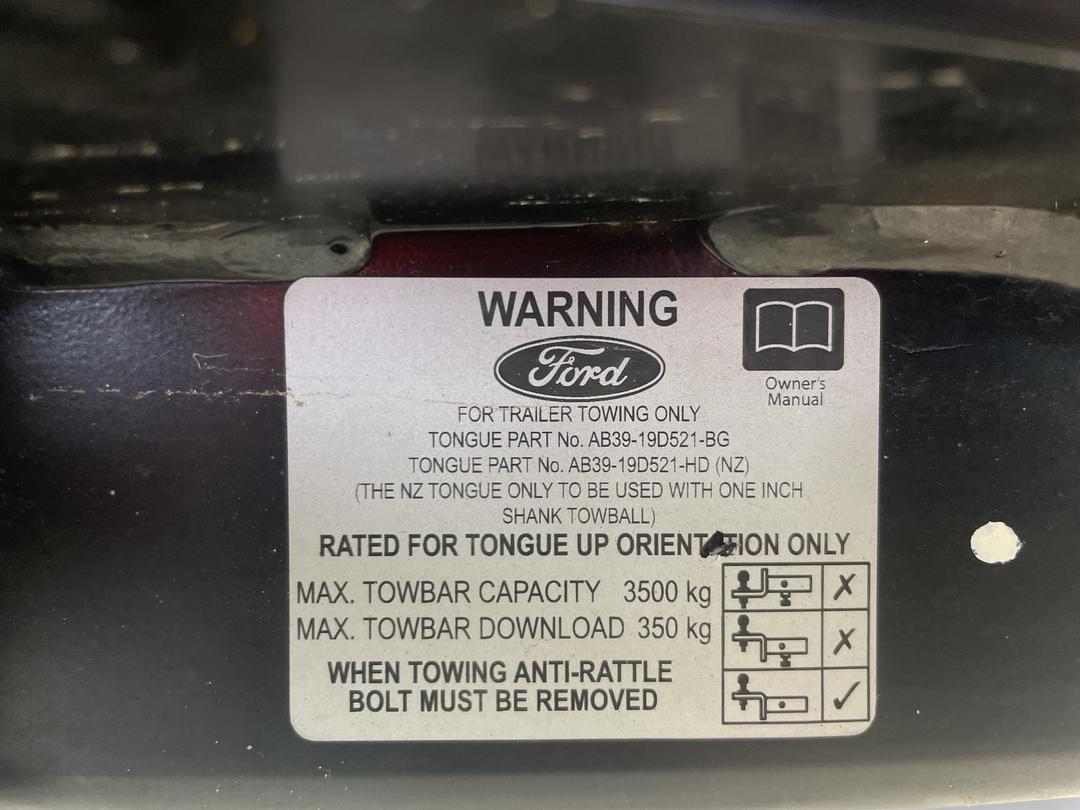 WARNING
Ford
Owner's
Manual
FOR TRAILER TOWING ONLY
TONGUE PART No. AB39-19D521-BG
TONGUE PART No. AB39-19D521-HD (NZ)
(THE NZ TONGUE ONLY TO BE USED WITH ONE INCH
SHANK TOWBALL)
RATED FOR TONGUE UP ORIENTATION ONLY
MAX. TOWBAR CAPACITY 3500 kg
MAX. TOWBAR DOWNLOAD 350 kg
WHEN TOWING ANTI-RATTLE
BOLT MUST BE REMOVED